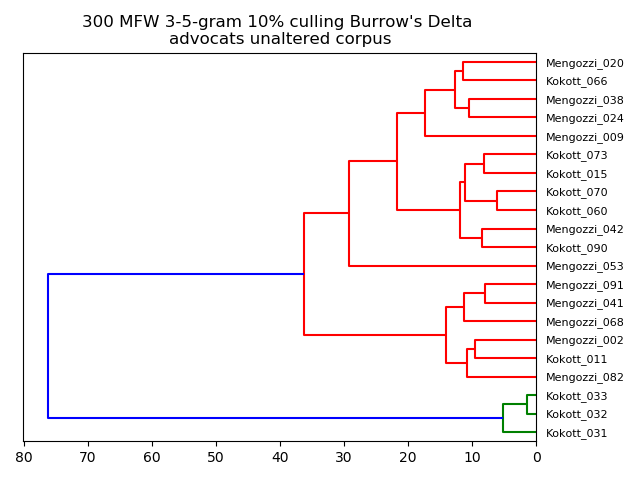 300 MFW 3-5-gram 10% culling Burrow's Delta
advocats unaltered corpus
Mengozzi_020
Kokott_066
Mengozzi_038
Mengozzi_024
Mengozzi_009
Kokott_073
Kokott_015
Kokott_070
Kokott_060
Mengozzi_042
Kokott_090
Mengozzi_053
Mengozzi_091
Mengozzi_041
Mengozzi_068
Mengozzi_002
Kokott_011
Mengozzi_082
Kokott_033
Kokott_032
Kokott_031
80 70 60 50 40 30 20 10 0